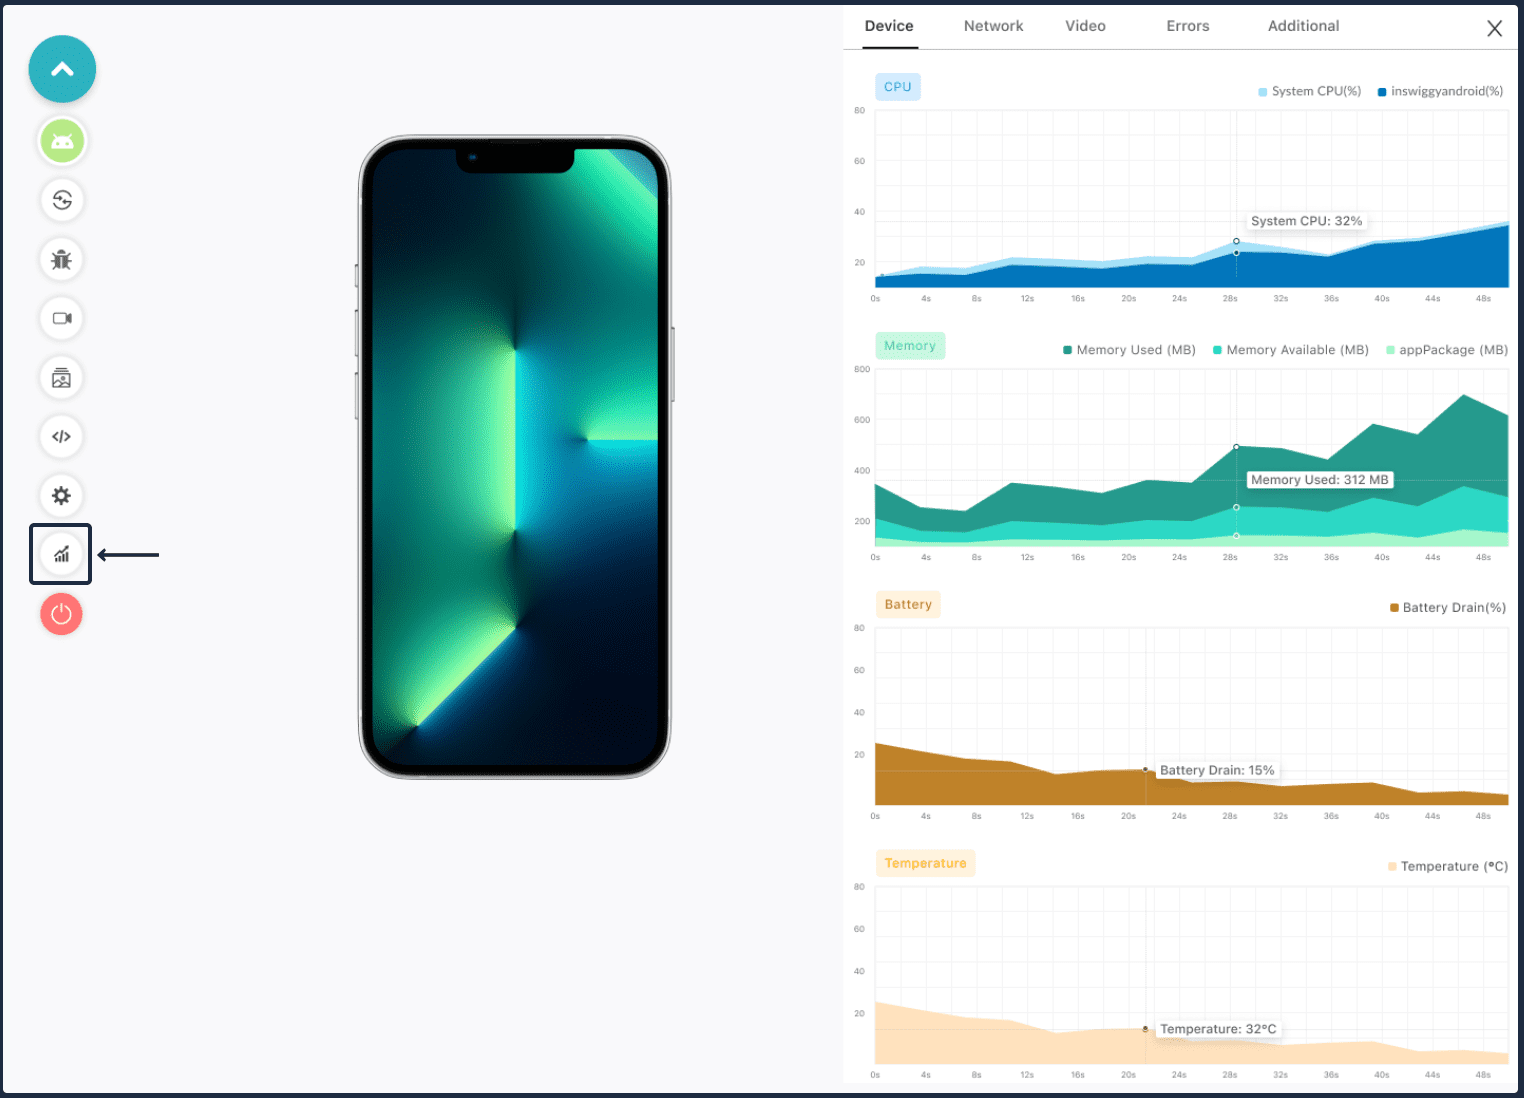 Device Network Video Errors Additional
CPU
System CPU(%) inswiggyandroid(%)
80
60
40
System CPU: 32%
20
0s 4s 8s 12s 16s 20s 24s 28s 32s 36s 40s 44s 48s
Memory
Memory Used (MB) Memory Available (MB) appPackage (MB)
800
600
400
Memory Used: 312 MB
200
0s 4s 8s 12s 16s 20s 24s 28s 32s 36s 40s 44s 48s
Battery
Battery Drain(%)
80
60
40
20
Battery Drain: 15%
0s 4s 8s 12s 16s 20s 24s 28s 32s 36s 40s 44s 48s
Temperature
Temperature (°C)
80
60
40
20
Temperature: 32°C
0s 4s 8s 12s 16s 20s 24s 28s 32s 36s 40s 44s 48s